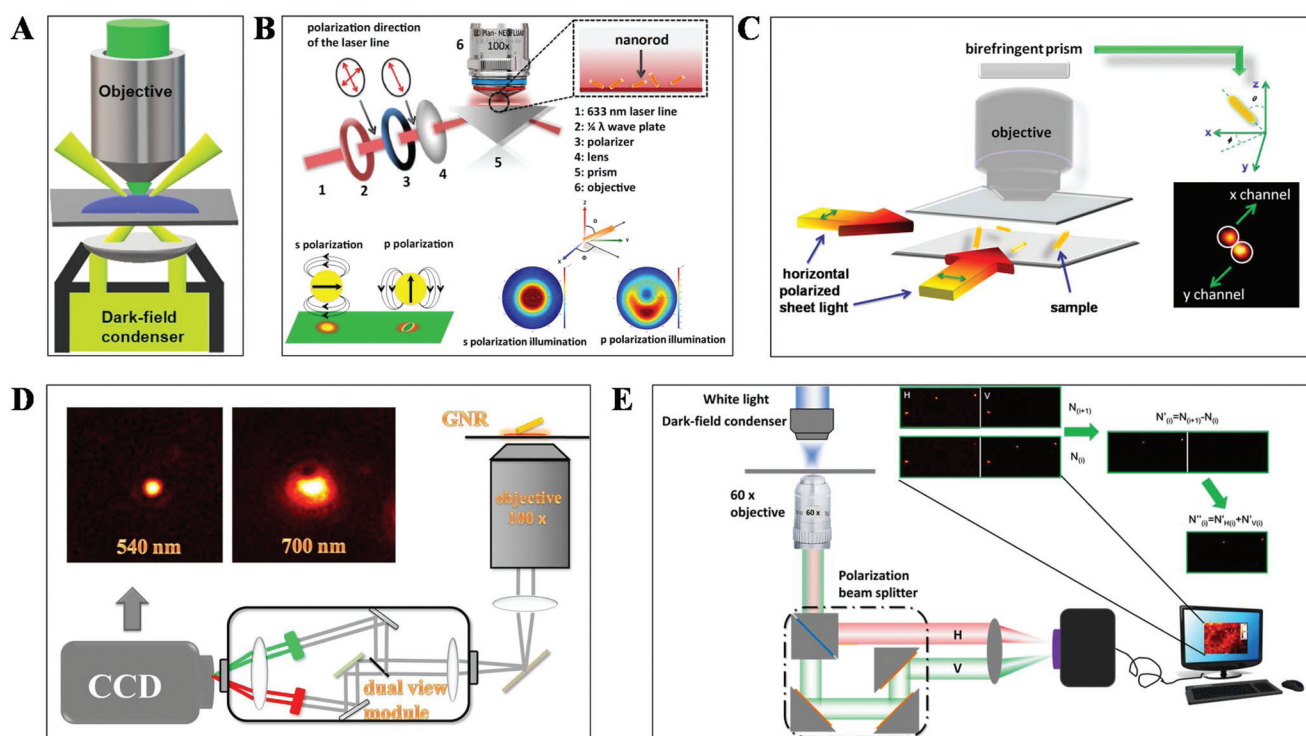 A
Objective
Dark-field
condenser
B
polarization direction
of the laser line
6
Plan-NEOFLUAR
100x
nanorod
1: 633 nm laser line
2: ¼ λ wave plate
3: polarizer
4: lens
5: prism
6: objective
1
2
3
4
5
s polarization
p polarization
Z
Θ
Y
X
Φ
s polarization illumination
p polarization illumination
C
birefringent prism
objective
z
θ
x
ϕ
y
x channel
y channel
horizontal
polarized
sheet light
sample
D
540 nm
700 nm
GNR
objective
100 x
CCD
dual view
module
E
White light
Dark-field condenser
60 x
objective
60 x
H
V
N(i+1)
N(i)
N'(i)=N(i+1)-N(i)
N''(i)=N'H(i)+N'V(i)
Polarization
beam splitter
H
V